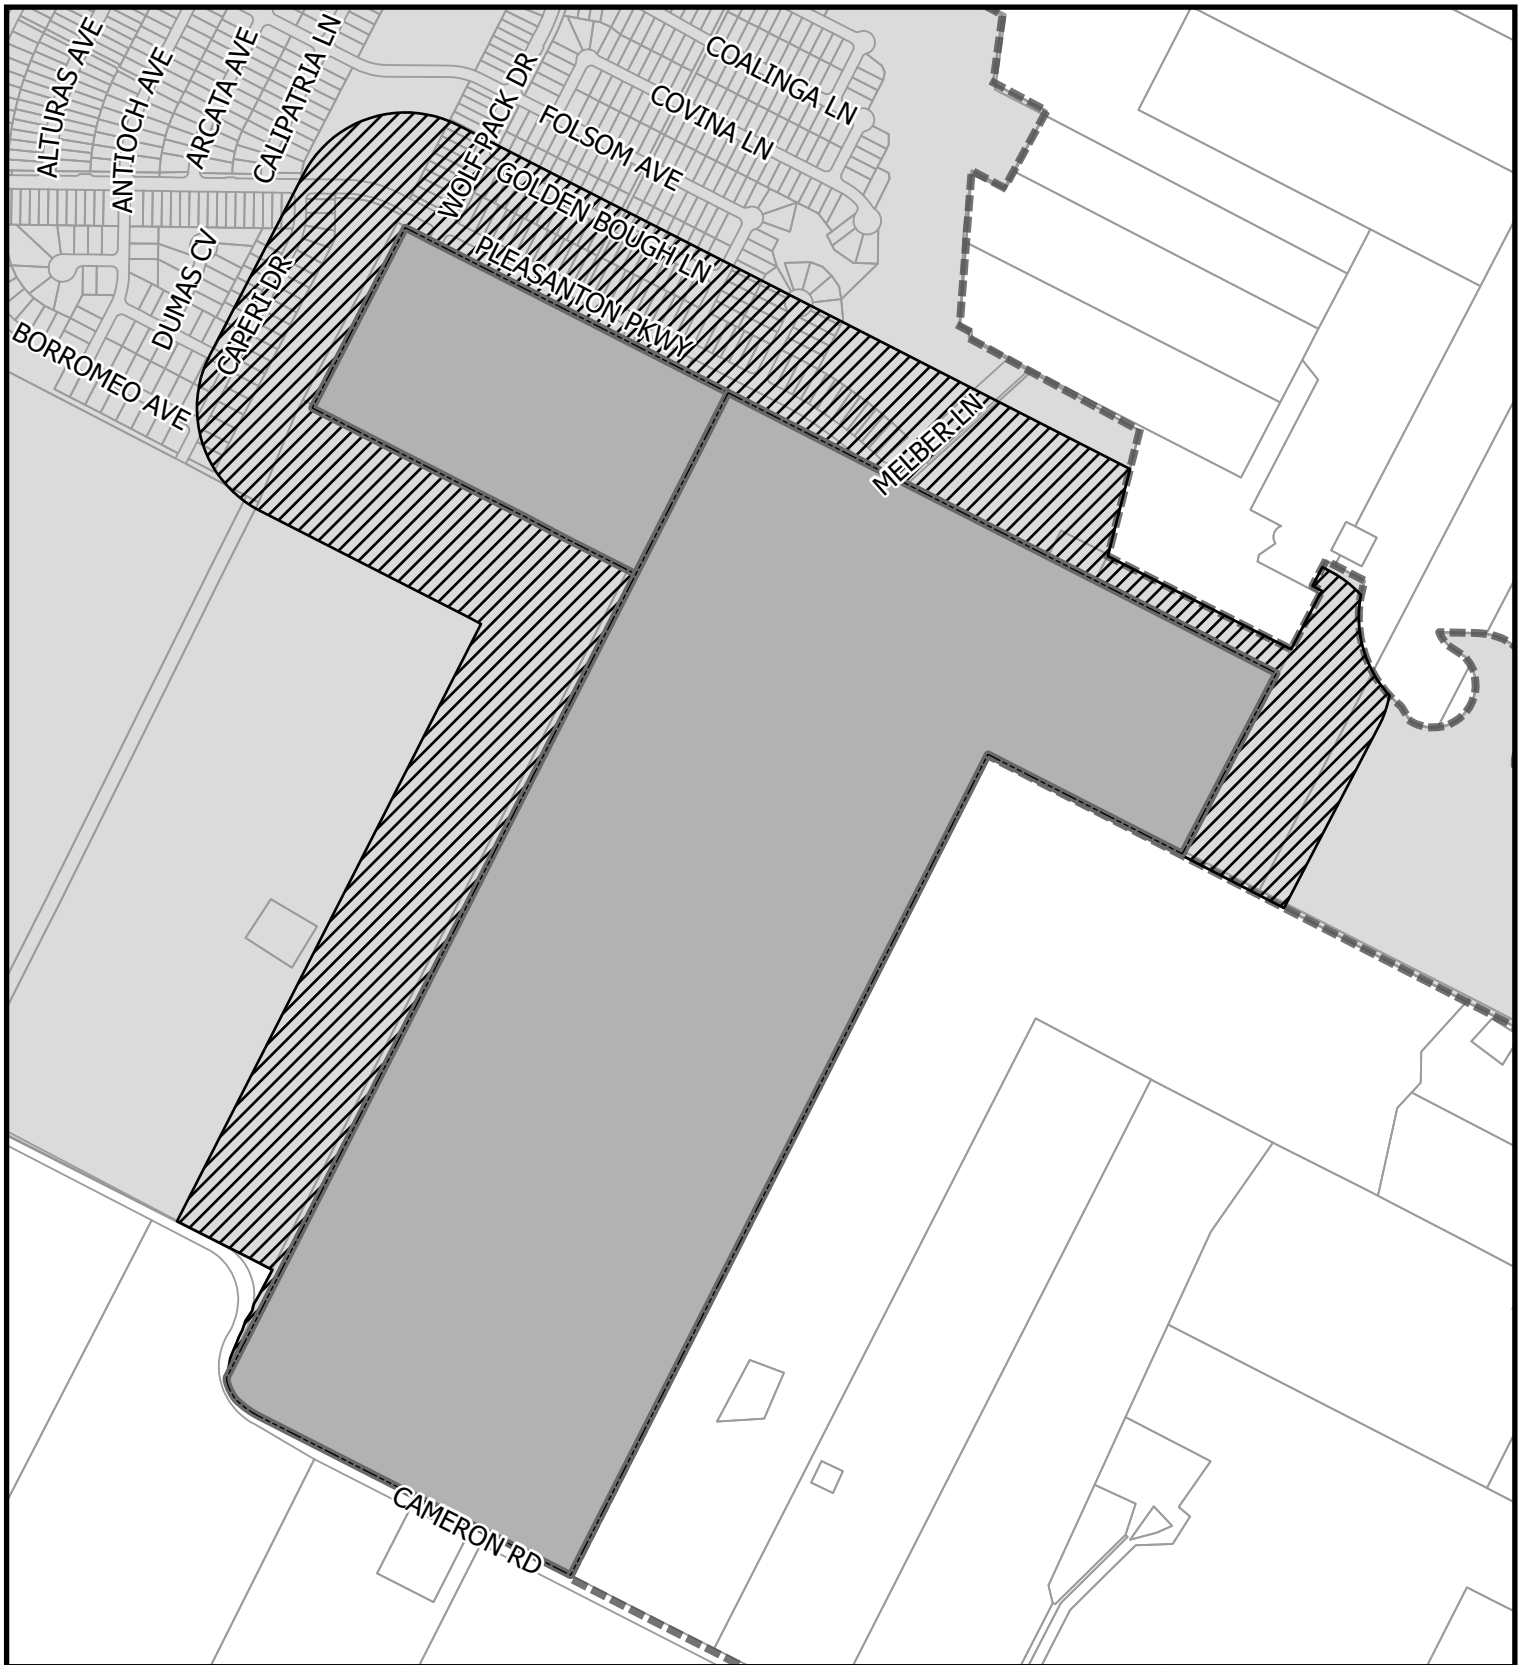 ALTURAS AVE
ANTIOCH AVE
ARCATA AVE
CALIPATRIA LN
WOLF PACK DR
COALINGA LN
COVINA LN
FOLSOM AVE
GOLDEN BOUGH LN
PLEASANTON PKWY
DUMAS CV
CAPERI DR
BORROMEO AVE
MELBER LN
CAMERON RD